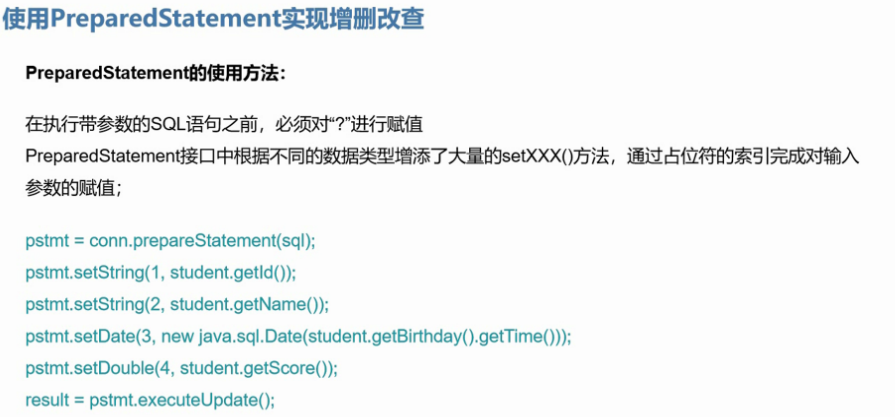 使用PreparedStatement实现增删改查
PreparedStatement的使用方法：
在执行带参数的SQL语句之前，必须对“?”进行赋值
PreparedStatement接口中根据不同的数据类型增添了大量的setXXX()方法，通过占位符的索引完成对输入
参数的赋值；
pstmt = conn.prepareStatement(sql);
pstmt.setString(1, student.getId());
pstmt.setString(2, student.getName());
pstmt.setDate(3, new java.sql.Date(student.getBirthday().getTime()));
pstmt.setDouble(4, student.getScore());
result = pstmt.executeUpdate();